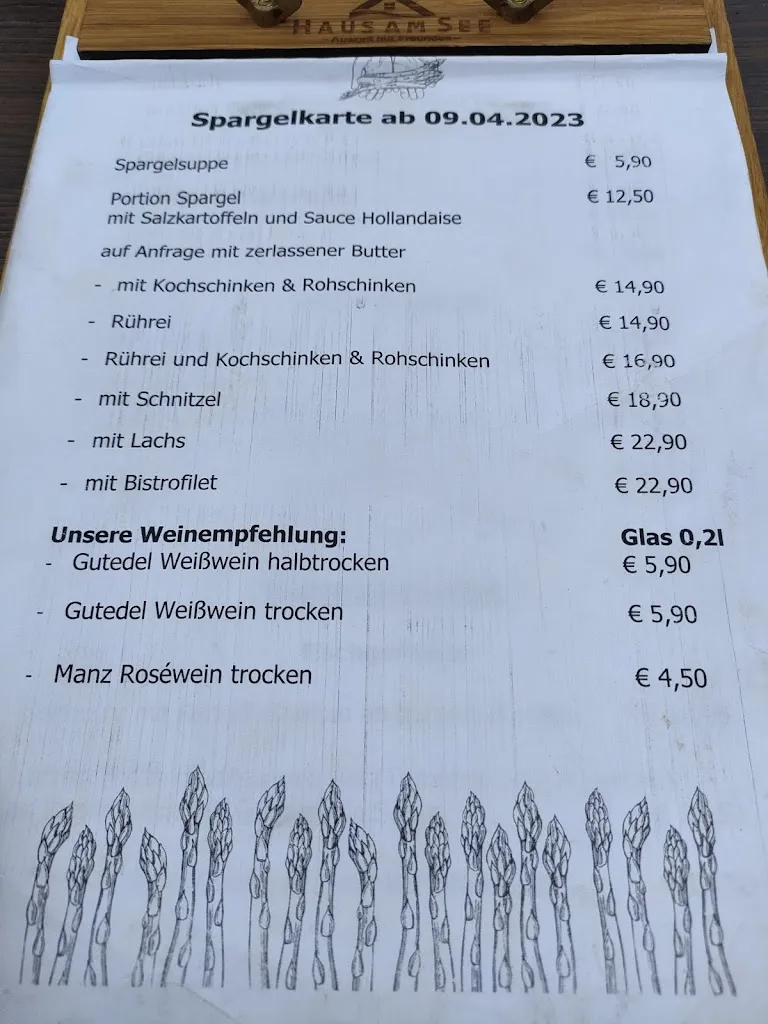 HAUS AM SEE
Spargelkarte ab 09.04.2023
Spargelsuppe € 5,90
Portion Spargel € 12,50
mit Salzkartoffeln und Sauce Hollandaise
auf Anfrage mit zerlassener Butter
- mit Kochschinken & Rohschinken € 14,90
- Rührei € 14,90
- Rührei und Kochschinken & Rohschinken € 16,90
- mit Schnitzel € 18,90
- mit Lachs € 22,90
- mit Bistrofilet € 22,90
Unsere Weinempfehlung: Glas 0,2l
- Gutedel Weißwein halbtrocken € 5,90
- Gutedel Weißwein trocken € 5,90
- Manz Roséwein trocken € 4,50